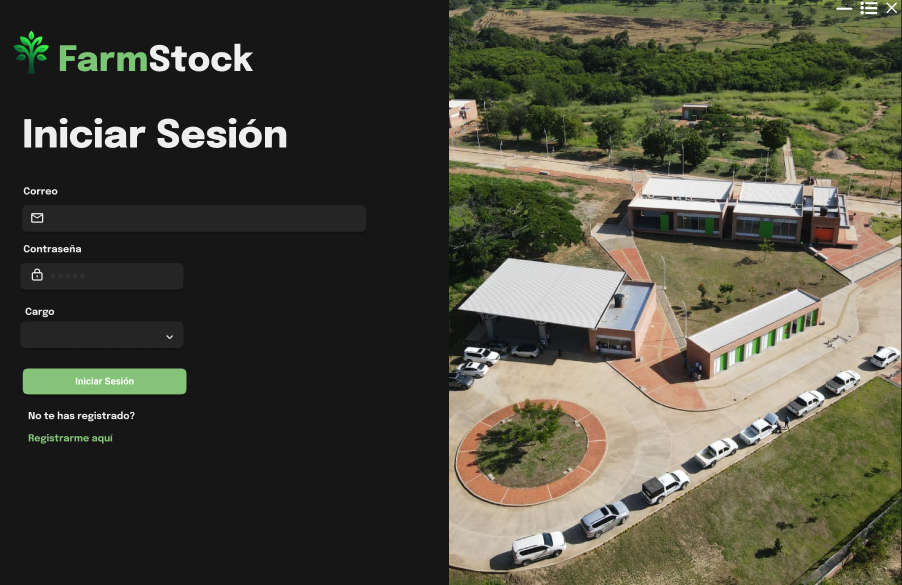 FarmStock
Iniciar Sesión
Correo
Contraseña
Cargo
Iniciar Sesión
No te has registrado?
Registrarme aquí